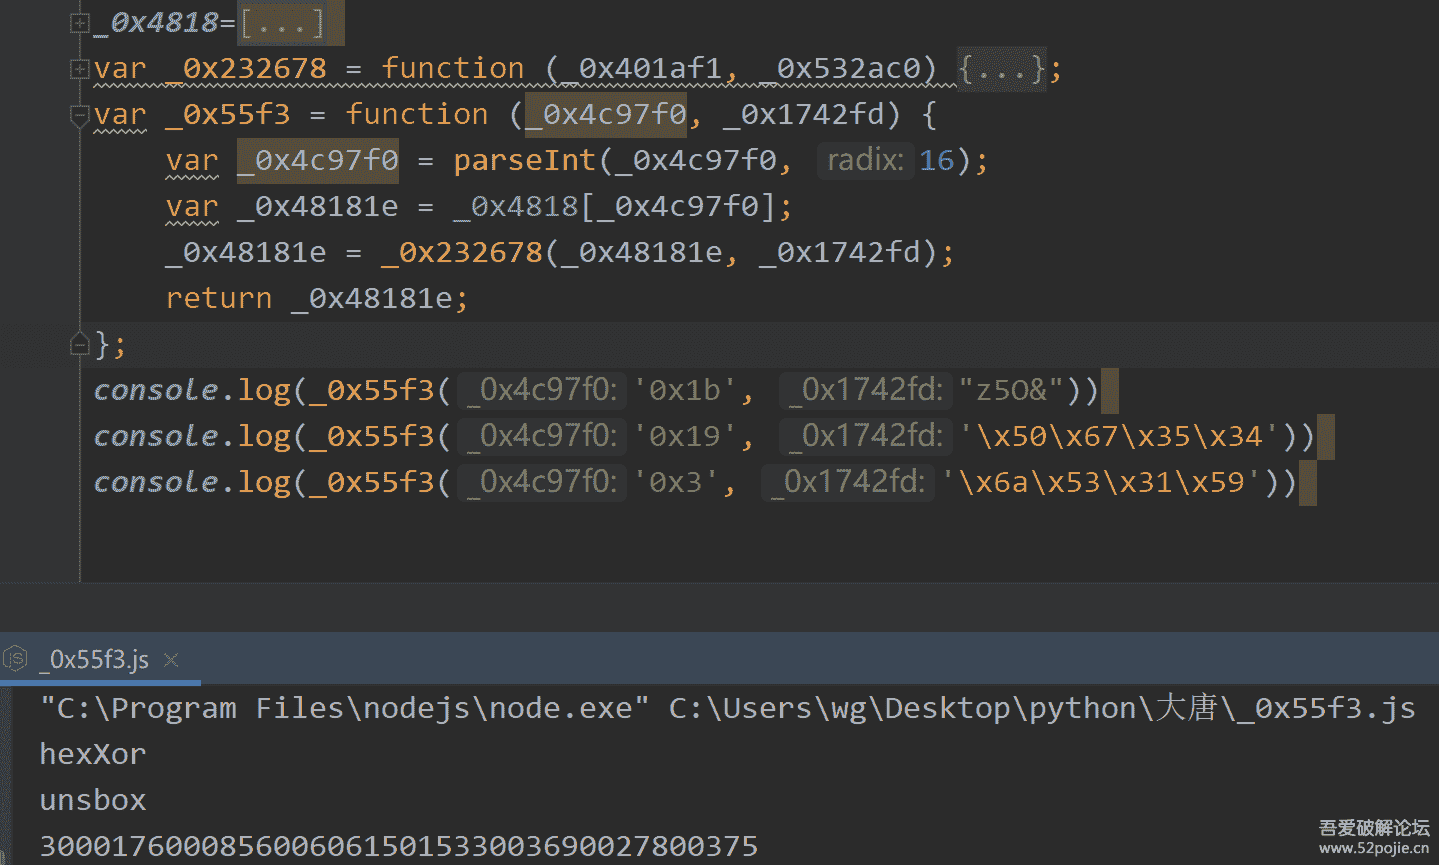 _0x4818=[...]
var _0x232678 = function (_0x401af1, _0x532ac0) {...};
var _0x55f3 = function (_0x4c97f0, _0x1742fd) {
var _0x4c97f0 = parseInt(_0x4c97f0, radix: 16);
var _0x48181e = _0x4818[_0x4c97f0];
_0x48181e = _0x232678(_0x48181e, _0x1742fd);
return _0x48181e;
};
console.log(_0x55f3( _0x4c97f0: '0x1b', _0x1742fd: "z5O&"))
console.log(_0x55f3( _0x4c97f0: '0x19', _0x1742fd: '\x50\x67\x35\x34'))
console.log(_0x55f3( _0x4c97f0: '0x3', _0x1742fd: '\x6a\x53\x31\x59'))
_0x55f3.js ×
"C:\Program Files\nodejs\node.exe" C:\Users\wg\Desktop\python\大唐\_0x55f3.js
hexXor
unsbox
3000176000856006061501533003690027800375
吾爱破解论坛
www.52pojie.cn